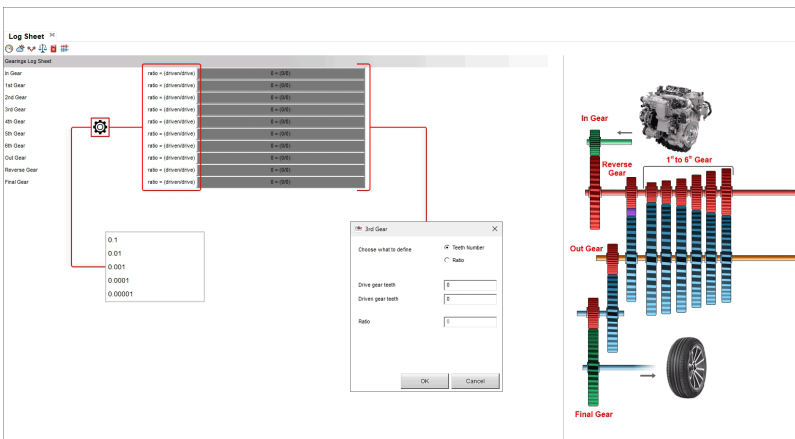 Log Sheet
Gearings Log Sheet
In Gear ratio = (driven/drive) 0 = (0/0)
1st Gear ratio = (driven/drive) 0 = (0/0)
2nd Gear ratio = (driven/drive) 0 = (0/0)
3rd Gear ratio = (driven/drive) 0 = (0/0)
4th Gear ratio = (driven/drive) 0 = (0/0)
5th Gear ratio = (driven/drive) 0 = (0/0)
6th Gear ratio = (driven/drive) 0 = (0/0)
Out Gear ratio = (driven/drive) 0 = (0/0)
Reverse Gear ratio = (driven/drive) 0 = (0/0)
Final Gear ratio = (driven/drive) 0 = (0/0)
0.1
0.01
0.001
0.0001
0.00001
3rd Gear
Choose what to define Teeth Number
Ratio
Drive gear teeth 0
Driven gear teeth 0
Ratio 0
OK Cancel
In Gear
Reverse
Gear
1st to 6th Gear
Out Gear
Final Gear